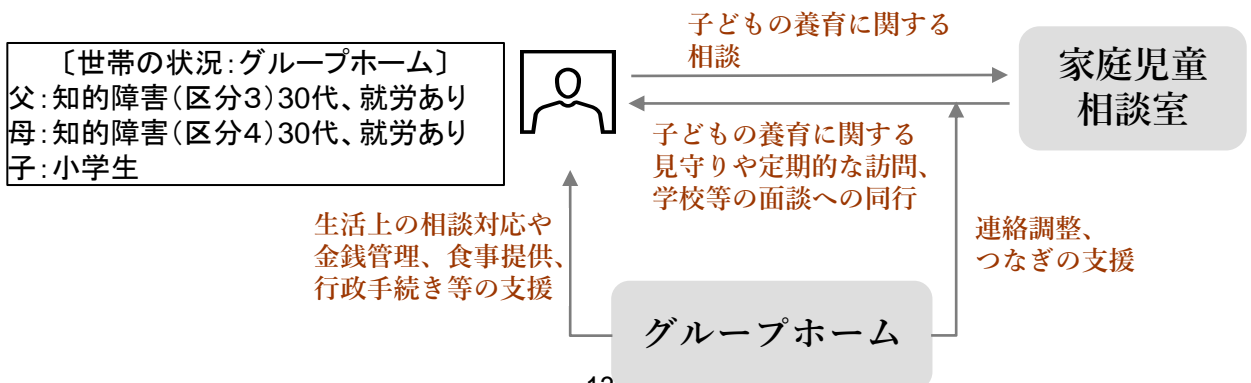 〔世帯の状況：グループホーム〕
父：知的障害（区分３）30代、就労あり
母：知的障害（区分４）30代、就労あり
子：小学生
子どもの養育に関する
相談
家庭児童
相談室
子どもの養育に関する
見守りや定期的な訪問、
学校等の面談への同行
生活上の相談対応や
金銭管理、食事提供、
行政手続き等の支援
連絡調整、
つなぎの支援
グループホーム